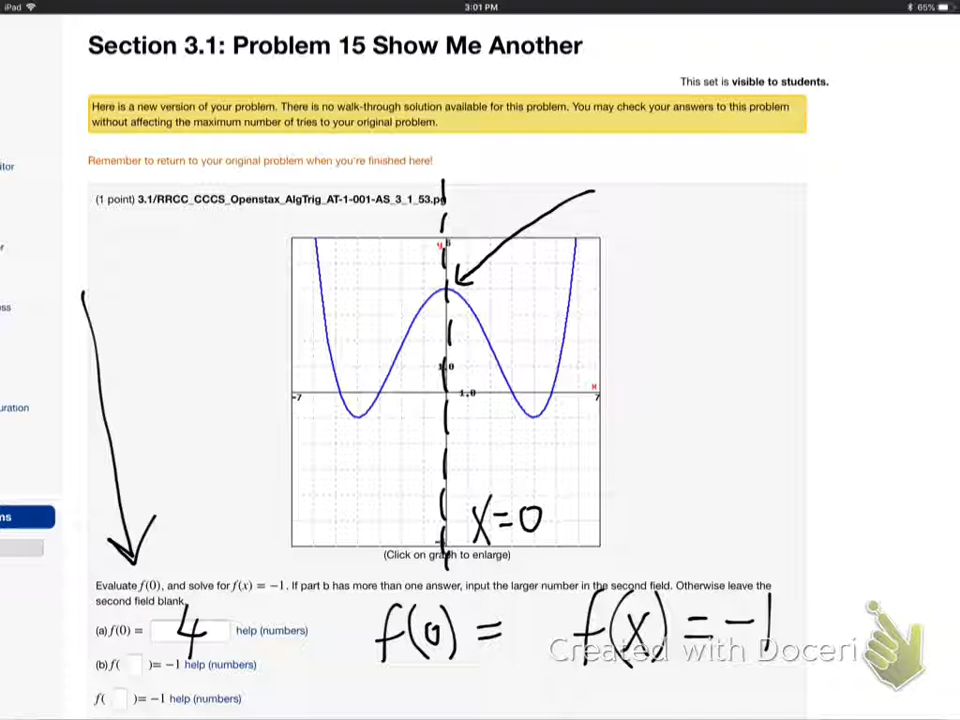 iPad 3:01 PM 65%
Section 3.1: Problem 15 Show Me Another
This set is visible to students.
Here is a new version of your problem. There is no walk-through solution available for this problem. You may check your answers to this problem
without affecting the maximum number of tries to your original problem.
itor
Remember to return to your original problem when you're finished here!
(1 point) 3.1/RRCC_CCCS_Openstax_AlgTrig_AT-1-001-AS_3_1_53.pg
r
y 6
ess
1.0
x
-7 1.0 7
uration
ms
x=0
(Click on graph to enlarge)
Evaluate f(0), and solve for f(x) = −1. If part b has more than one answer, input the larger number in the second field. Otherwise leave the
second field blank.
(a) f(0) = 4 help (numbers)
f(0) = f(x) = -1
Created with Doceri
(b) f( )= −1 help (numbers)
f( )= −1 help (numbers)